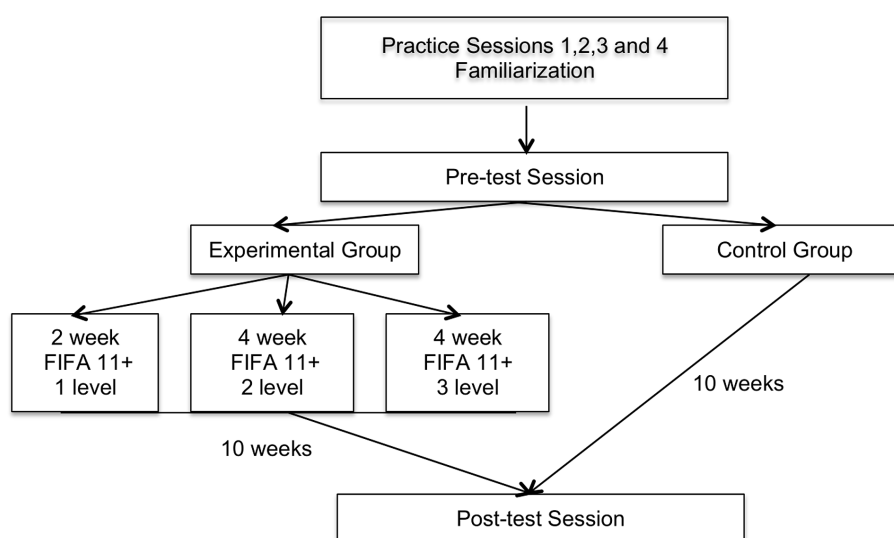 Practice Sessions 1,2,3 and 4
Familiarization
Pre-test Session
Experimental Group
Control Group
2 week
FIFA 11+
1 level
4 week
FIFA 11+
2 level
4 week
FIFA 11+
3 level
10 weeks
10 weeks
Post-test Session